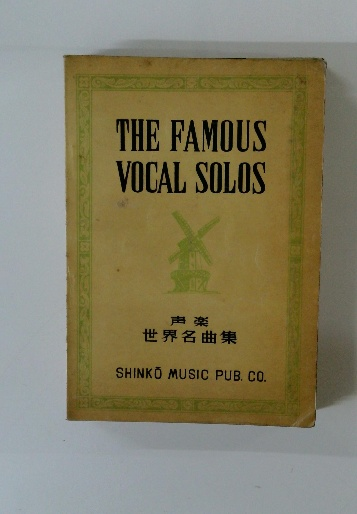 THE FAMOUS
VOCAL SOLOS
声楽
世界名曲集
SHINKŌ MUSIC PUB. CO.